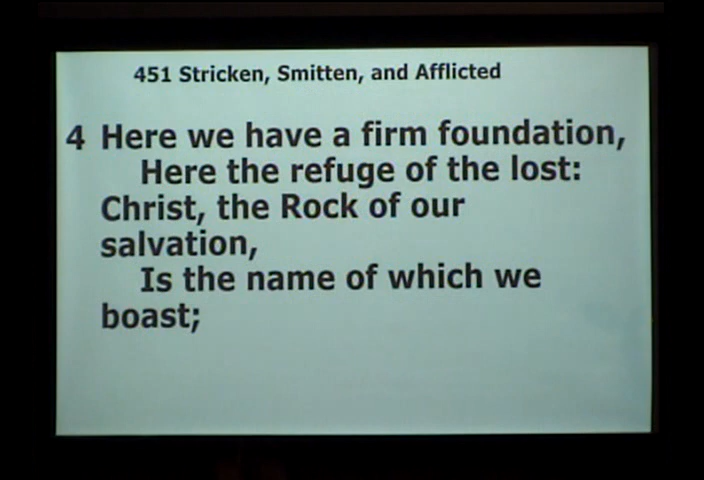 451 Stricken, Smitten, and Afflicted
4 Here we have a firm foundation,
Here the refuge of the lost:
Christ, the Rock of our
salvation,
Is the name of which we
boast;